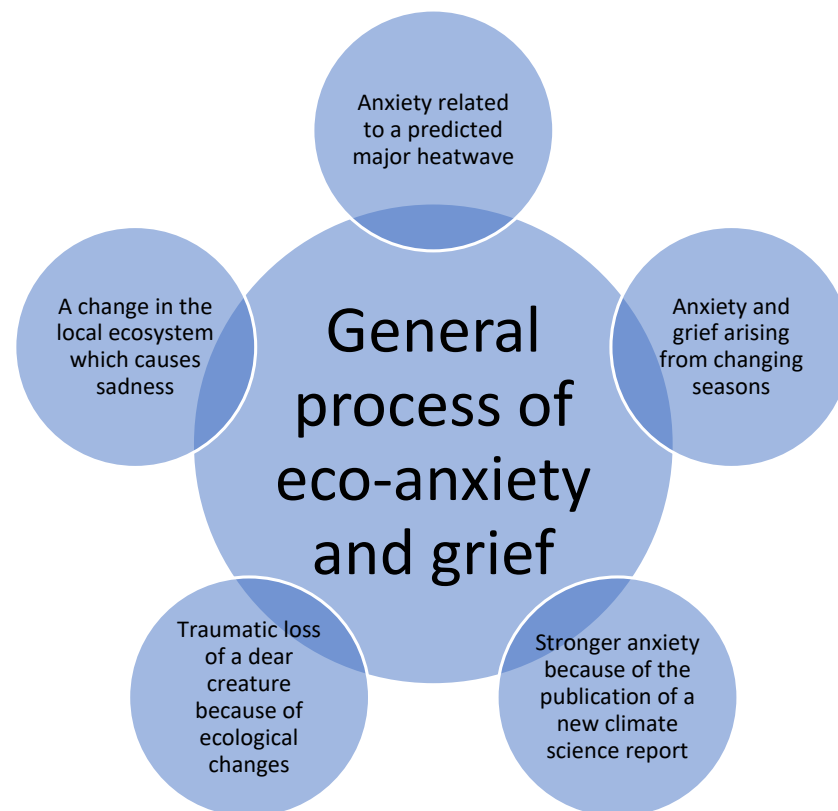 Anxiety related
to a predicted
major heatwave
A change in the
local ecosystem
which causes
sadness
General
process of
eco-anxiety
and grief
Anxiety and
grief arising
from changing
seasons
Traumatic loss
of a dear
creature
because of
ecological
changes
Stronger anxiety
because of the
publication of a
new climate
science report